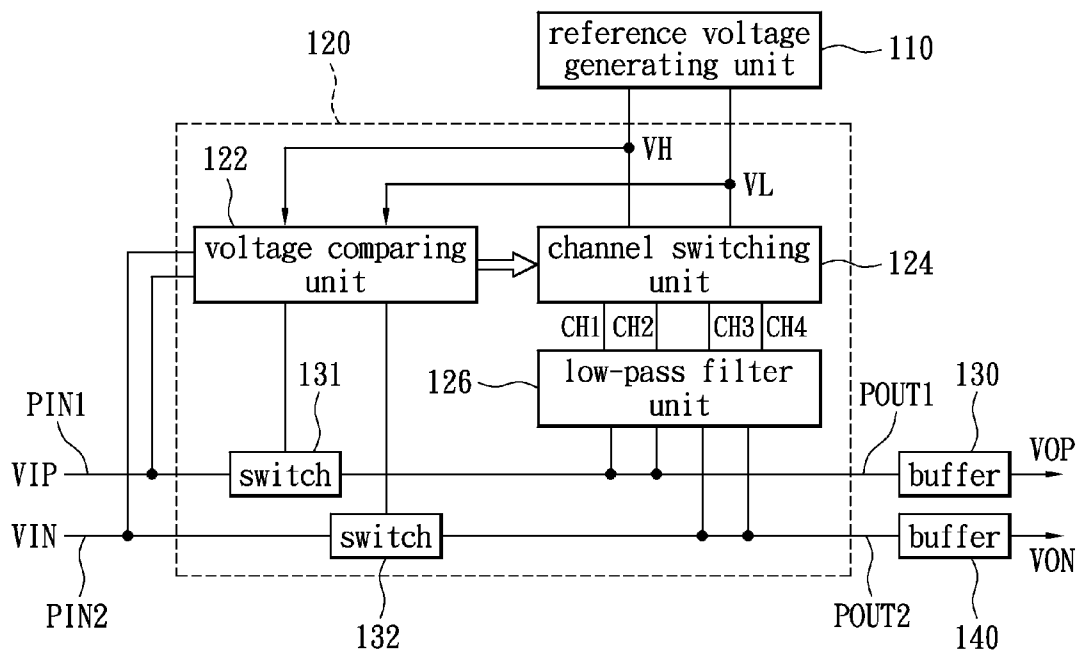 reference voltage
generating unit
110
120
VH
VL
122
voltage comparing
unit
channel switching
unit
124
CH1 CH2 CH3 CH4
126
low-pass filter
unit
131
PIN1
POUT1
130
VIP
switch
buffer
VOP
VIN
switch
buffer
VON
PIN2
132
POUT2
140